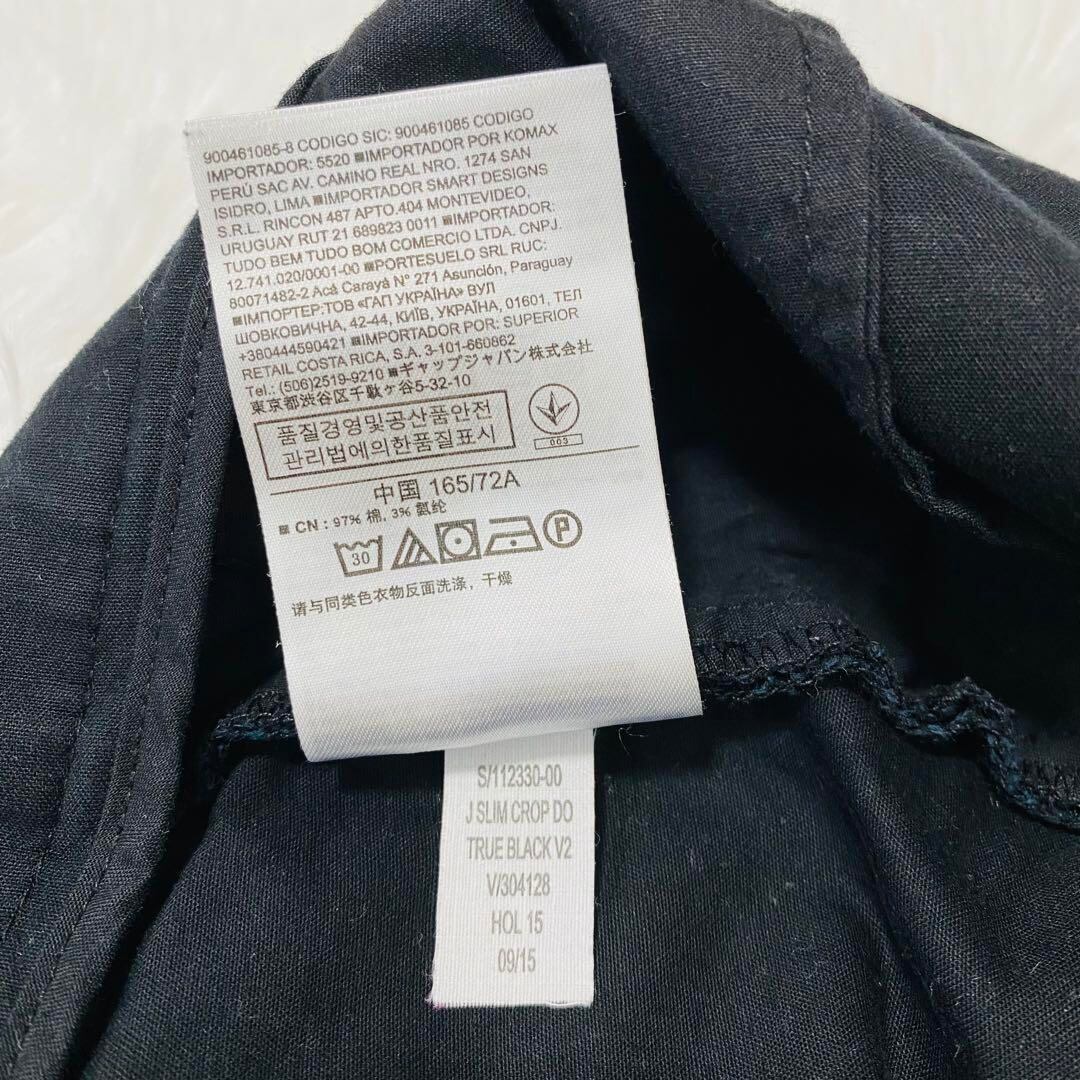 900461085-8 CODIGO SIC: 900461085 CODIGO
IMPORTADOR: 5520 ■IMPORTADOR POR KOMAX
PERÚ SAC AV. CAMINO REAL NRO. 1274 SAN
ISIDRO, LIMA ■IMPORTADOR SMART DESIGNS
S.R.L. RINCON 487 APTO.404 MONTEVIDEO,
URUGUAY RUT 21 689823 0011 ■CNPJ.
TUDO BEM TUDO BOM COMERCIO LTDA. CNPJ.
12.741.020/0001-00 ■PORTESUELO SRL RUC:
80071482-2 Acá Carayá N° 271 Asunción, Paraguay
■ІМПОРТЕР:ТОВ «ГАП УКРАЇНА» ВУЛ
ШОВКОВИЧНА, 42-44, КИЇВ, УКРАЇНА, 01601, ТЕЛ
+380444590421 ■IMPORTADOR POR: SUPERIOR
RETAIL COSTA RICA, S.A. 3-101-660862
Tel.: (506)2519-9210 ■ギャップジャパン株式会社
東京都渋谷区千駄ヶ谷5-32-10
품질경영및공산품안전
관리법에의한품질표시
003
中国 165/72A
■ CN : 97% 棉, 3% 氨纶
30
P
请与同类色衣物反面洗涤, 干燥
S/112330-00
J SLIM CROP DO
TRUE BLACK V2
V/304128
HOL 15
09/15